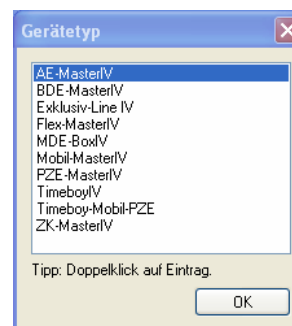 Gerätetyp
AE-MasterIV
BDE-MasterIV
Exklusiv-Line IV
Flex-MasterIV
MDE-BoxIV
Mobil-MasterIV
PZE-MasterIV
TimeboyIV
Timeboy-Mobil-PZE
ZK-MasterIV
Tipp: Doppelklick auf Eintrag.
OK